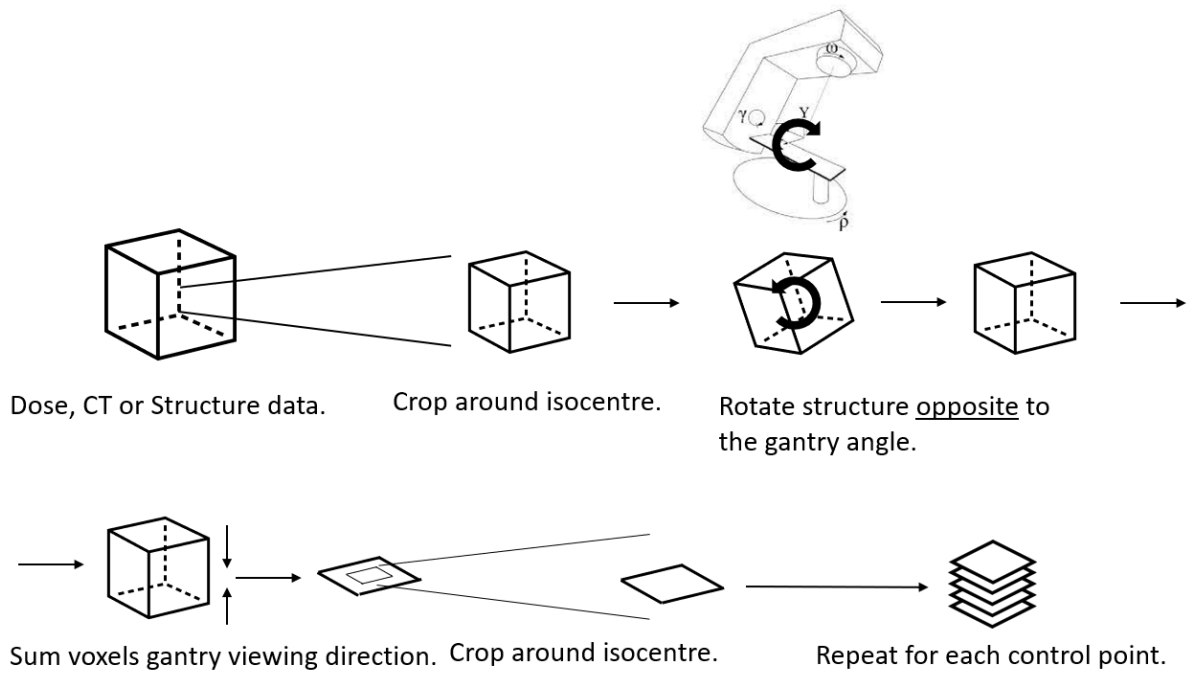 ω
γ
Y
ρ
Dose, CT or Structure data.
Crop around isocentre.
Rotate structure opposite to
the gantry angle.
Sum voxels gantry viewing direction.
Crop around isocentre.
Repeat for each control point.